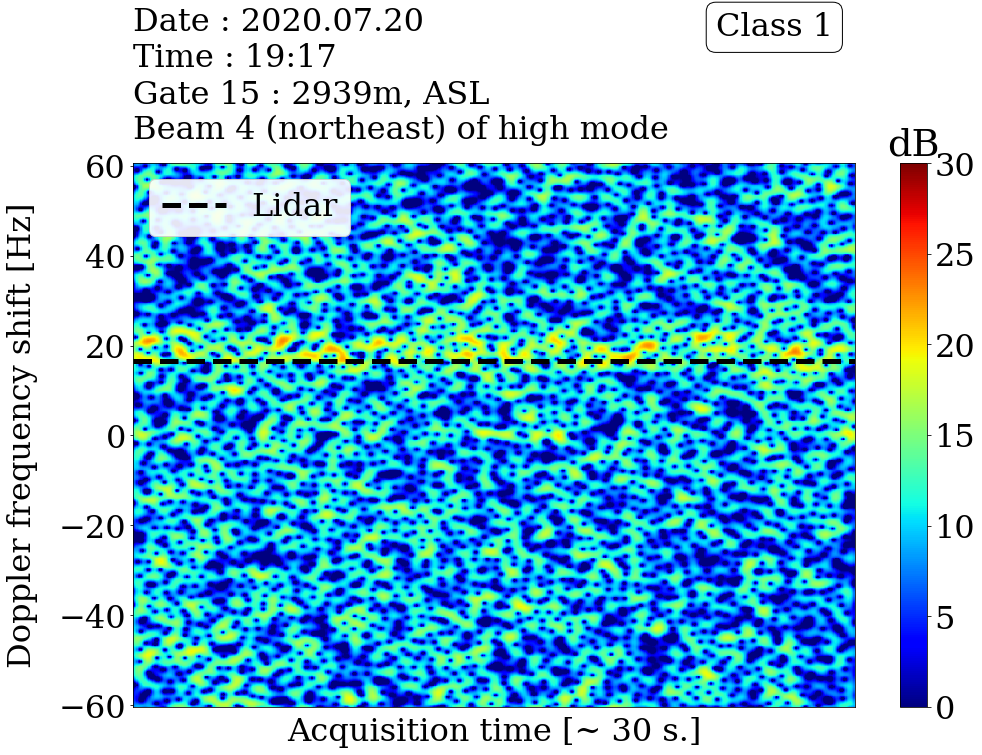 Date : 2020.07.20
Time : 19:17
Gate 15 : 2939m, ASL
Beam 4 (northeast) of high mode
Class 1
dB
Lidar
60
40
20
0
−20
−40
−60
Doppler frequency shift [Hz]
Acquisition time [~ 30 s.]
30
25
20
15
10
5
0